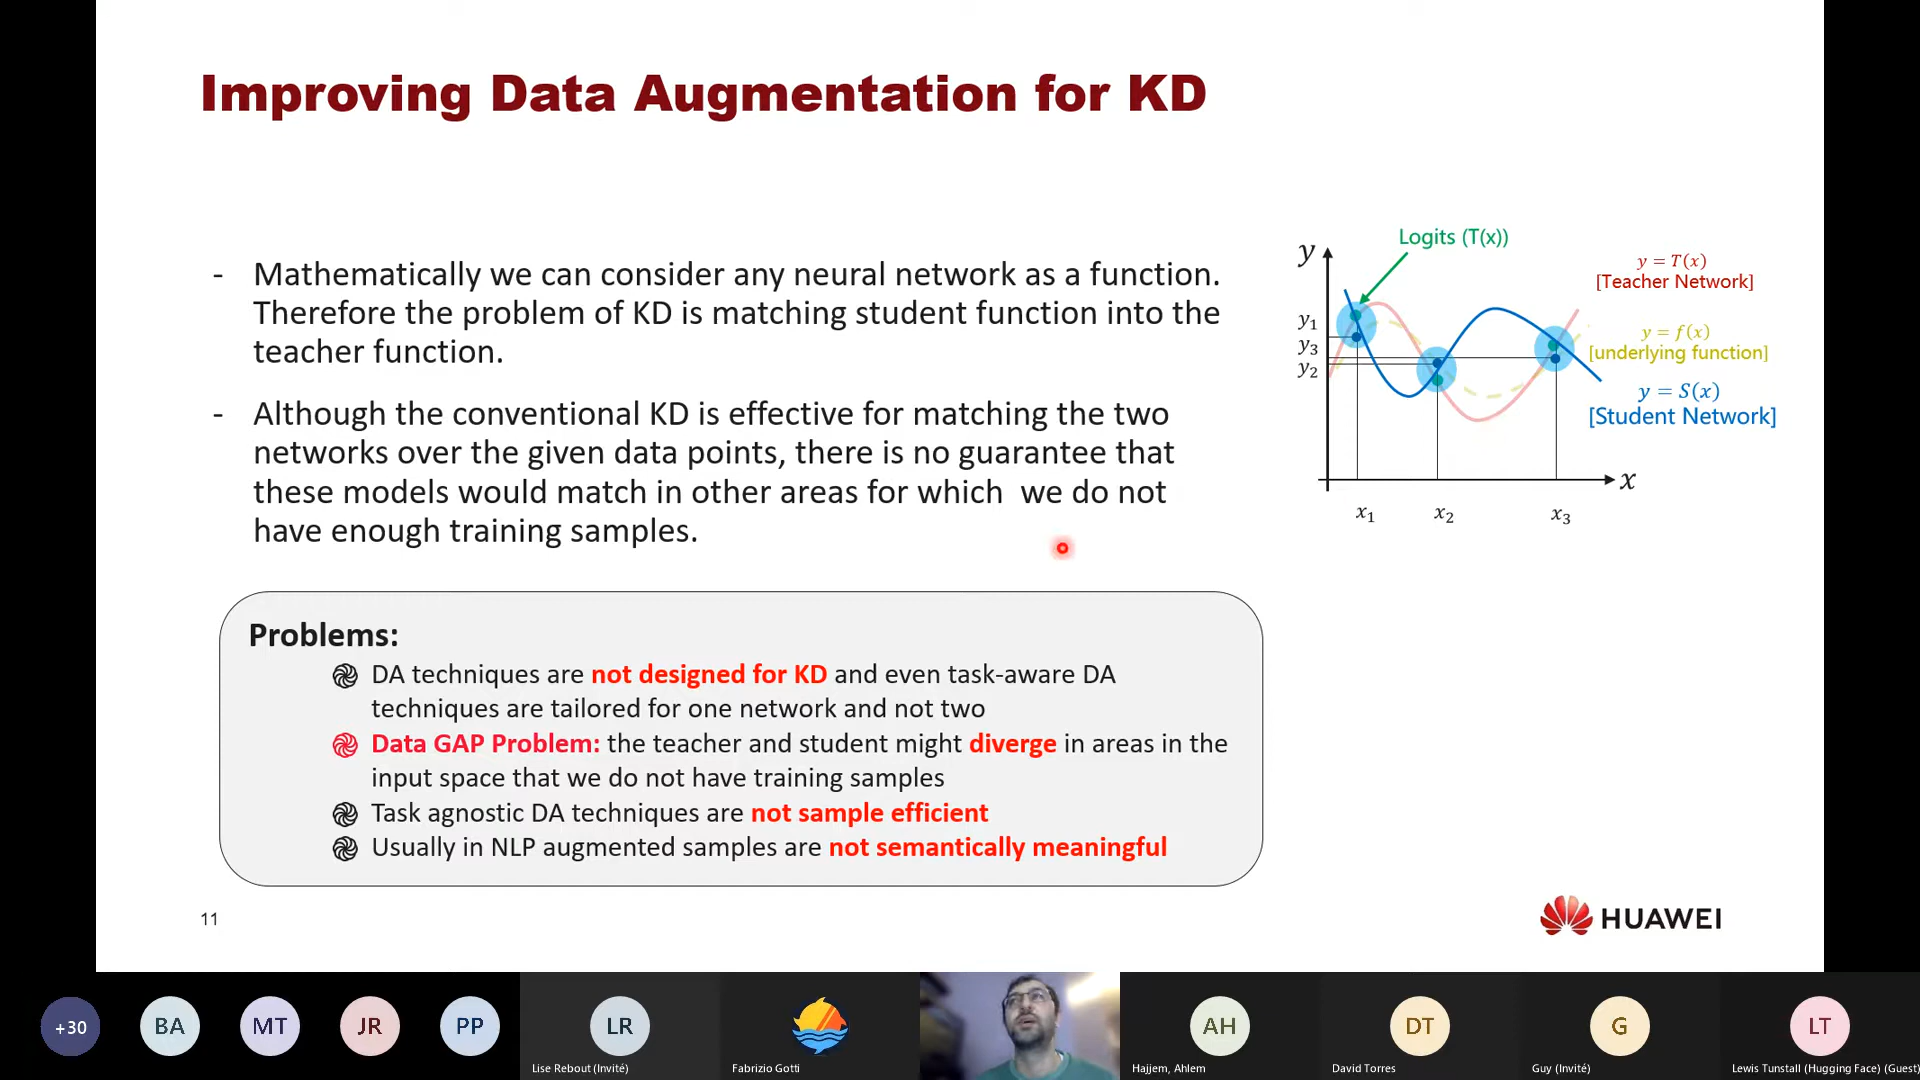 Improving Data Augmentation for KD
- Mathematically we can consider any neural network as a function.
Therefore the problem of KD is matching student function into the
teacher function.
- Although the conventional KD is effective for matching the two
networks over the given data points, there is no guarantee that
these models would match in other areas for which we do not
have enough training samples.
Logits (T(x))
y
y = T(x)
[Teacher Network]
y₁
y₃
y₂
y = f(x)
[underlying function]
y = S(x)
[Student Network]
x
x₁ x₂ x₃
Problems:
DA techniques are not designed for KD and even task-aware DA
techniques are tailored for one network and not two
Data GAP Problem: the teacher and student might diverge in areas in the
input space that we do not have training samples
Task agnostic DA techniques are not sample efficient
Usually in NLP augmented samples are not semantically meaningful
11
HUAWEI
+30
BA
MT
JR
PP
LR
Lise Rebout (Invité)
Fabrizio Gotti
AH
Hajjem, Ahlem
DT
David Torres
G
Guy (Invité)
LT
Lewis Tunstall (Hugging Face) (Guest)